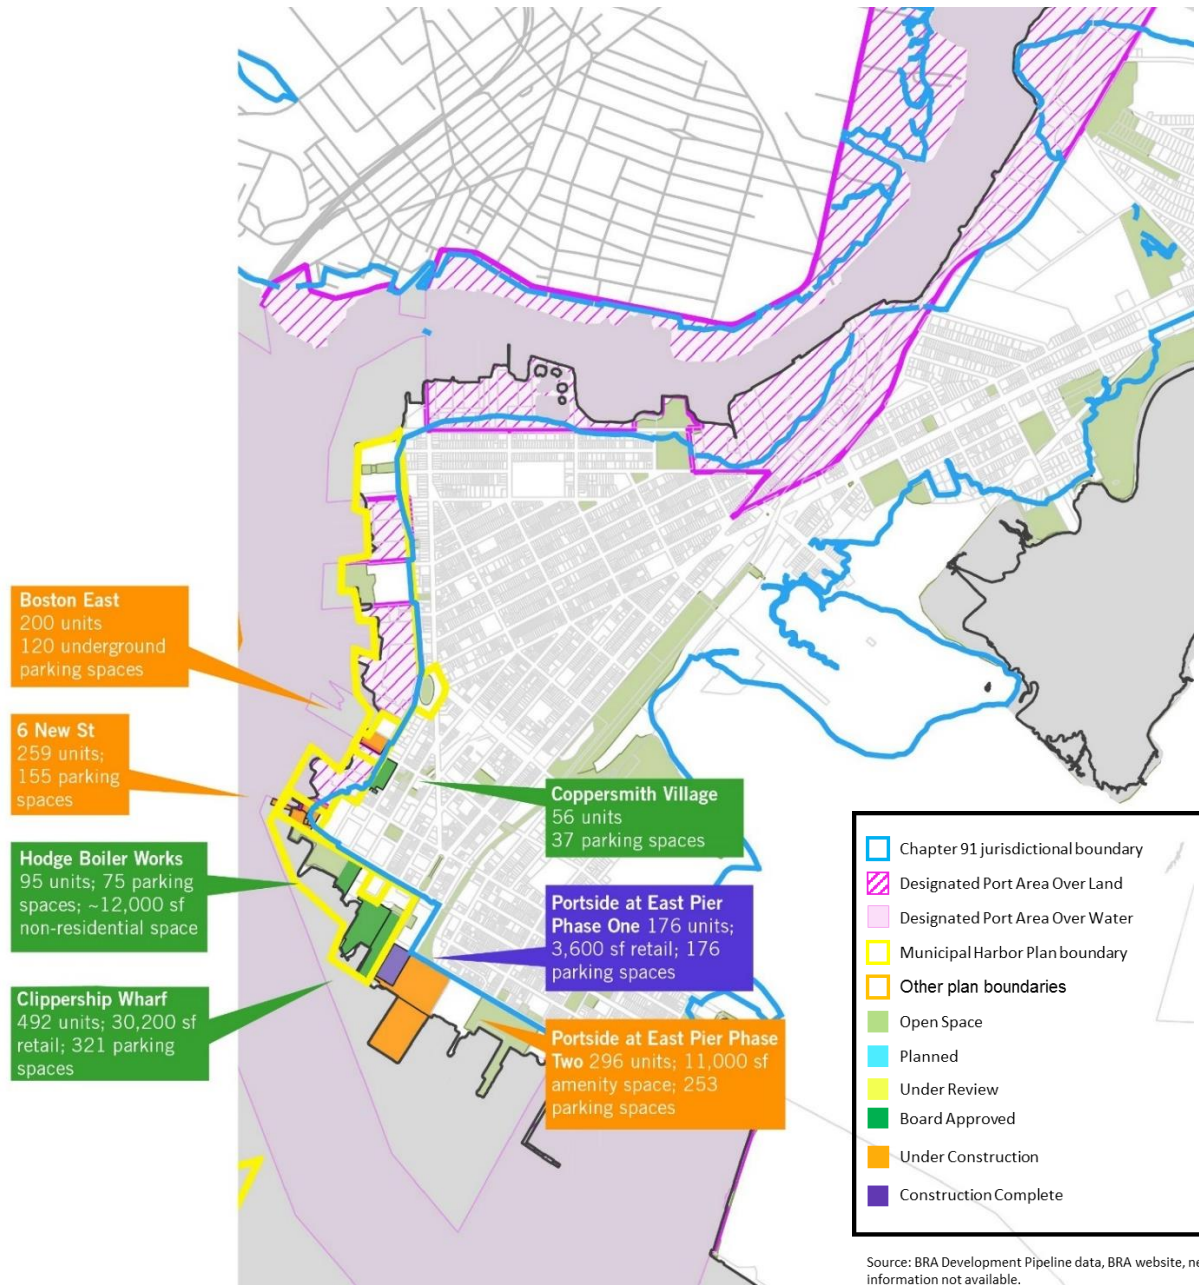 Boston East
200 units
120 underground
parking spaces
6 New St
259 units;
155 parking
spaces
Hodge Boiler Works
95 units; 75 parking
spaces; ~12,000 sf
non-residential space
Clippership Wharf
492 units; 30,200 sf
retail; 321 parking
spaces
Coppersmith Village
56 units
37 parking spaces
Portside at East Pier
Phase One 176 units;
3,600 sf retail; 176
parking spaces
Portside at East Pier Phase
Two 296 units; 11,000 sf
amenity space; 253
parking spaces
Chapter 91 jurisdictional boundary
Designated Port Area Over Land
Designated Port Area Over Water
Municipal Harbor Plan boundary
Other plan boundaries
Open Space
Planned
Under Review
Board Approved
Under Construction
Construction Complete
Source: BRA Development Pipeline data, BRA website, ne
information not available.